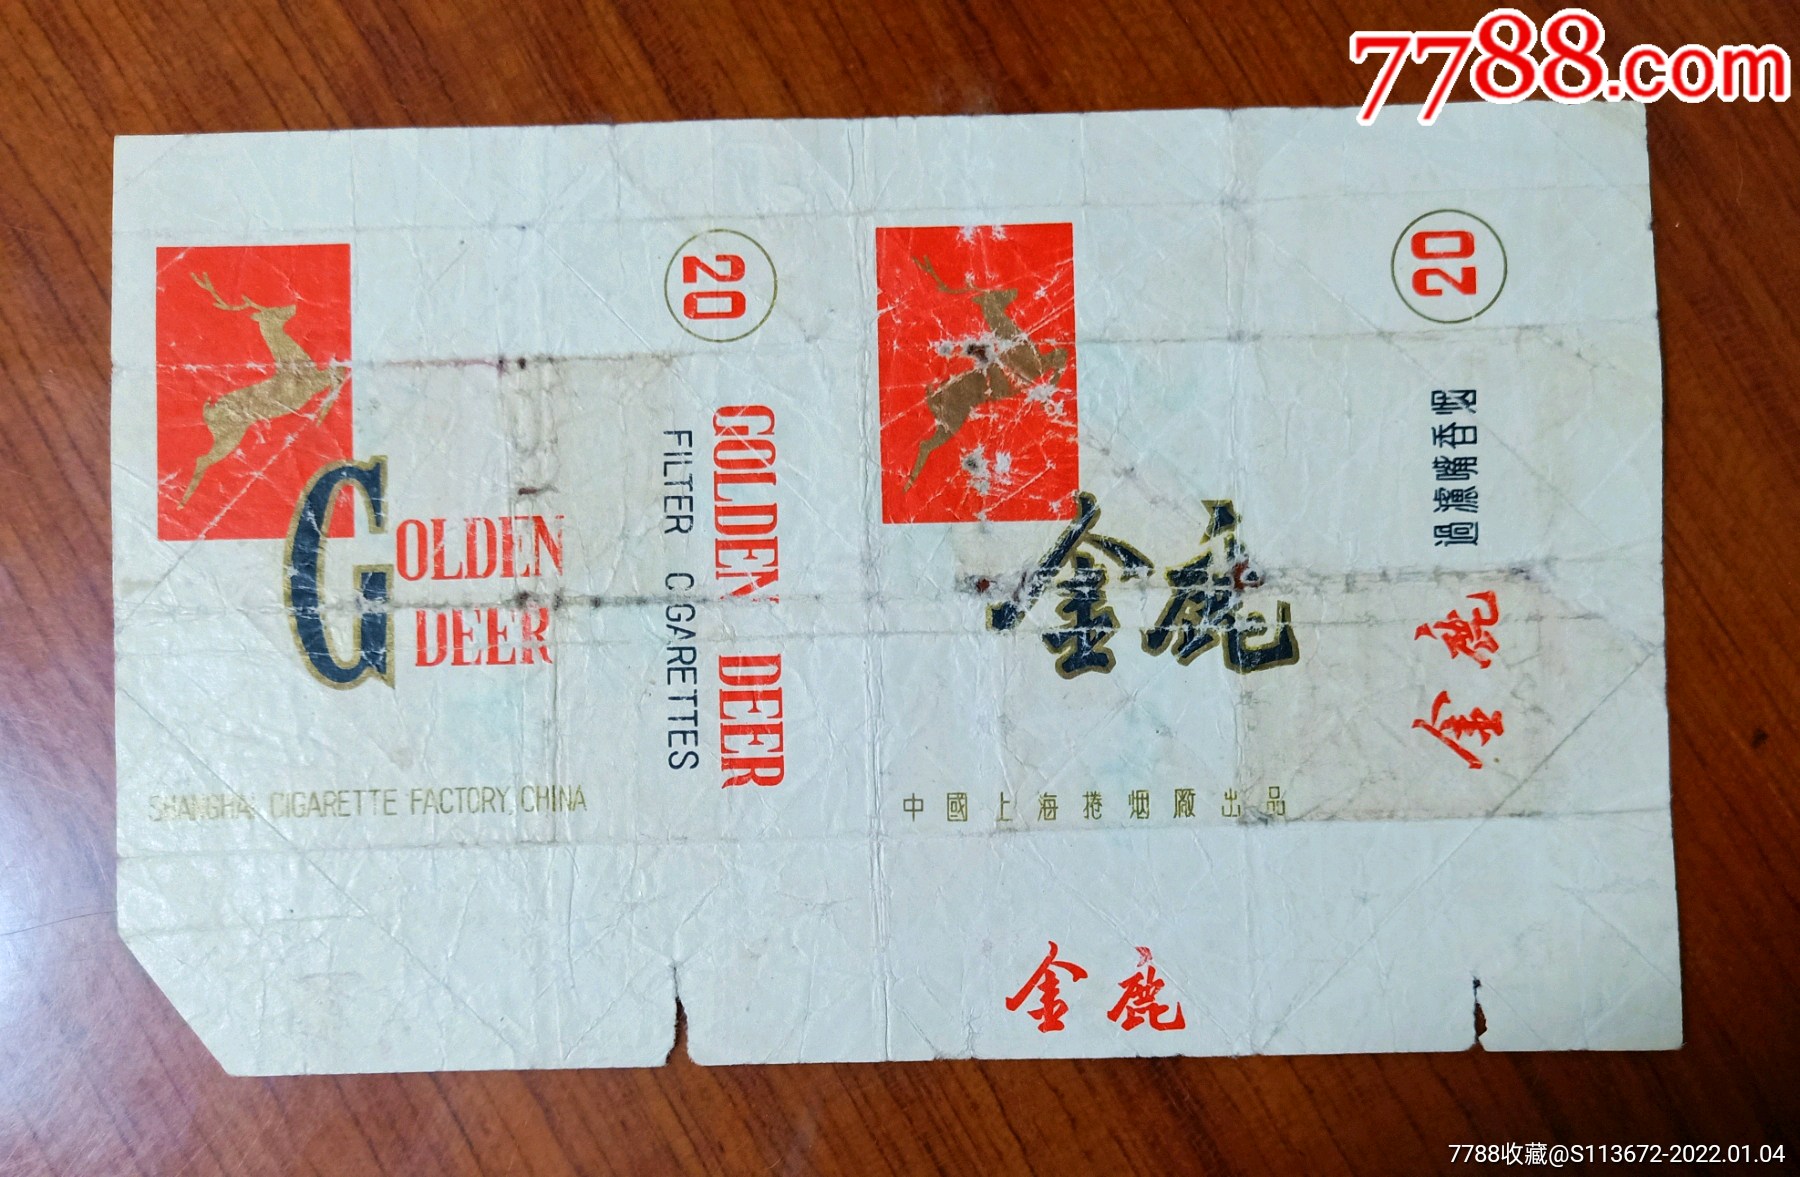 7788.com
20
20
GOLDEN
DEER
GOLDEN DEER
FILTER CIGARETTES
金鹿
過濾嘴香烟
金鹿
SHANGHAI CIGARETTE FACTORY, CHINA
中國上海捲烟廠出品
金鹿
7788收藏@S113672-2022.01.04